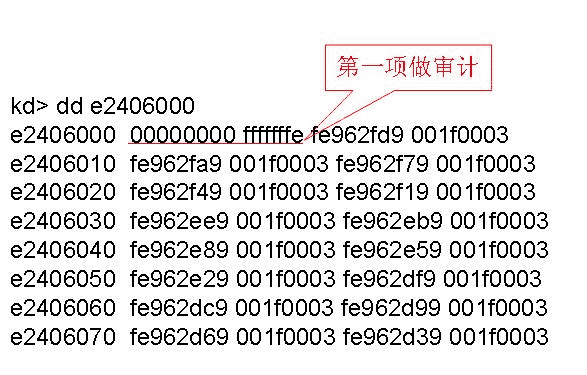 第一项做审计
kd> dd e2406000
e2406000 00000000 fffffffe fe962fd9 001f0003
e2406010 fe962fa9 001f0003 fe962f79 001f0003
e2406020 fe962f49 001f0003 fe962f19 001f0003
e2406030 fe962ee9 001f0003 fe962eb9 001f0003
e2406040 fe962e89 001f0003 fe962e59 001f0003
e2406050 fe962e29 001f0003 fe962df9 001f0003
e2406060 fe962dc9 001f0003 fe962d99 001f0003
e2406070 fe962d69 001f0003 fe962d39 001f0003